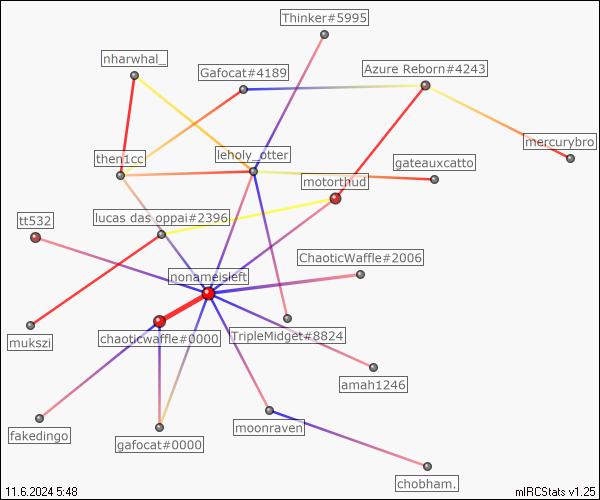 Thinker#5995
nharwhal_
Gafocat#4189
Azure Reborn#4243
mercurybro
then1cc
leholy_otter
gateauxcatto
motorthud
lucas das oppai#2396
tt532
ChaoticWaffle#2006
nonameisleft
mukszi
chaoticwaffle#0000
TripleMidget#8824
amah1246
fakedingo
gafocat#0000
moonraven
chobham.
11.6.2024 5:48
mIRCStats v1.25